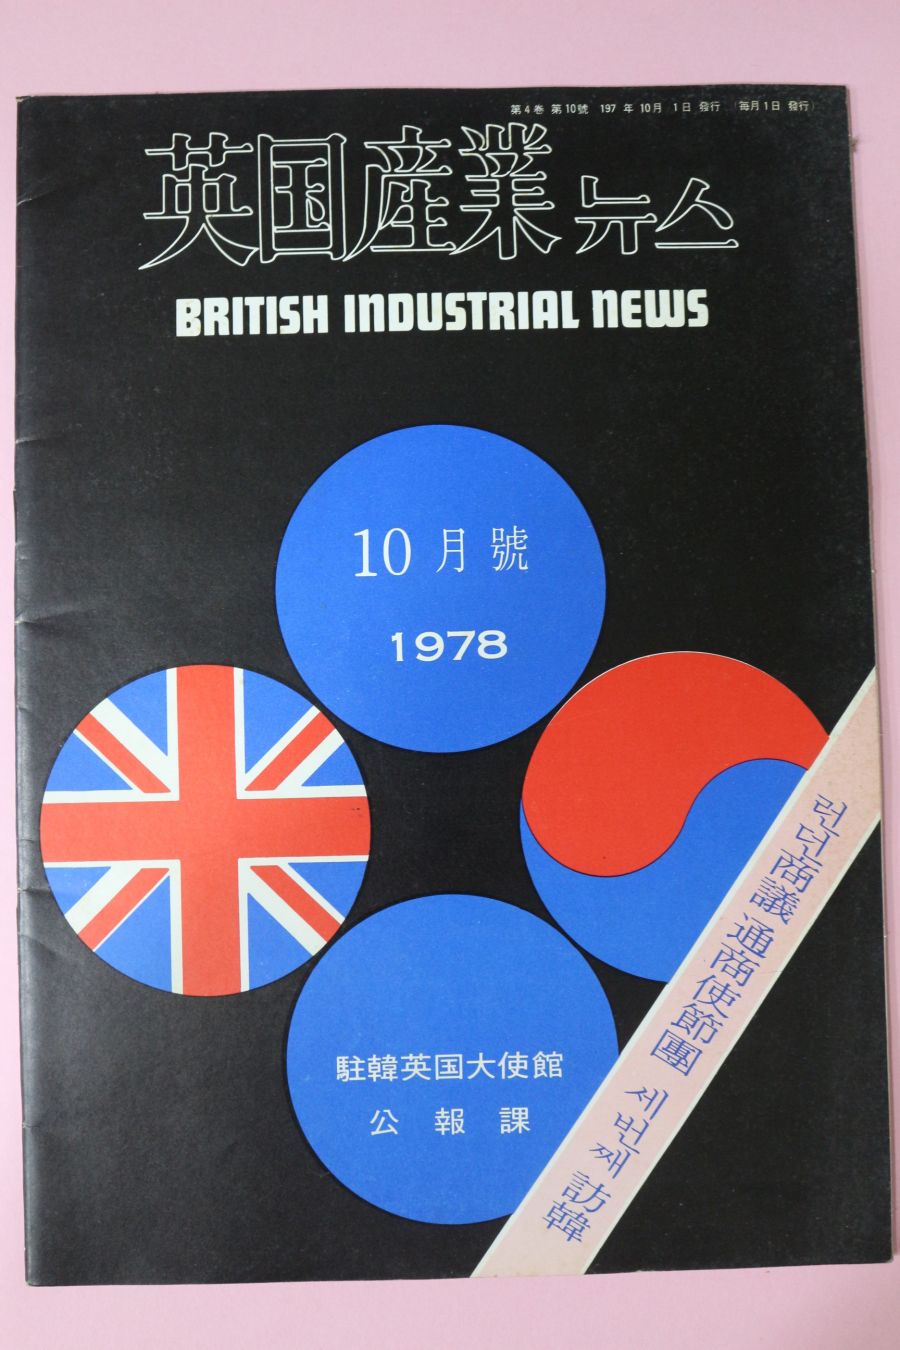 第4巻 第10號 197 年 10月 1日 發行 (每月1日 發行)
英国産業 뉴스
BRITISH INDUSTRIAL NEWS
10 月 號
1978
런던商議 通商使節團 세번째 訪韓
駐韓英国大使館
公 報 課